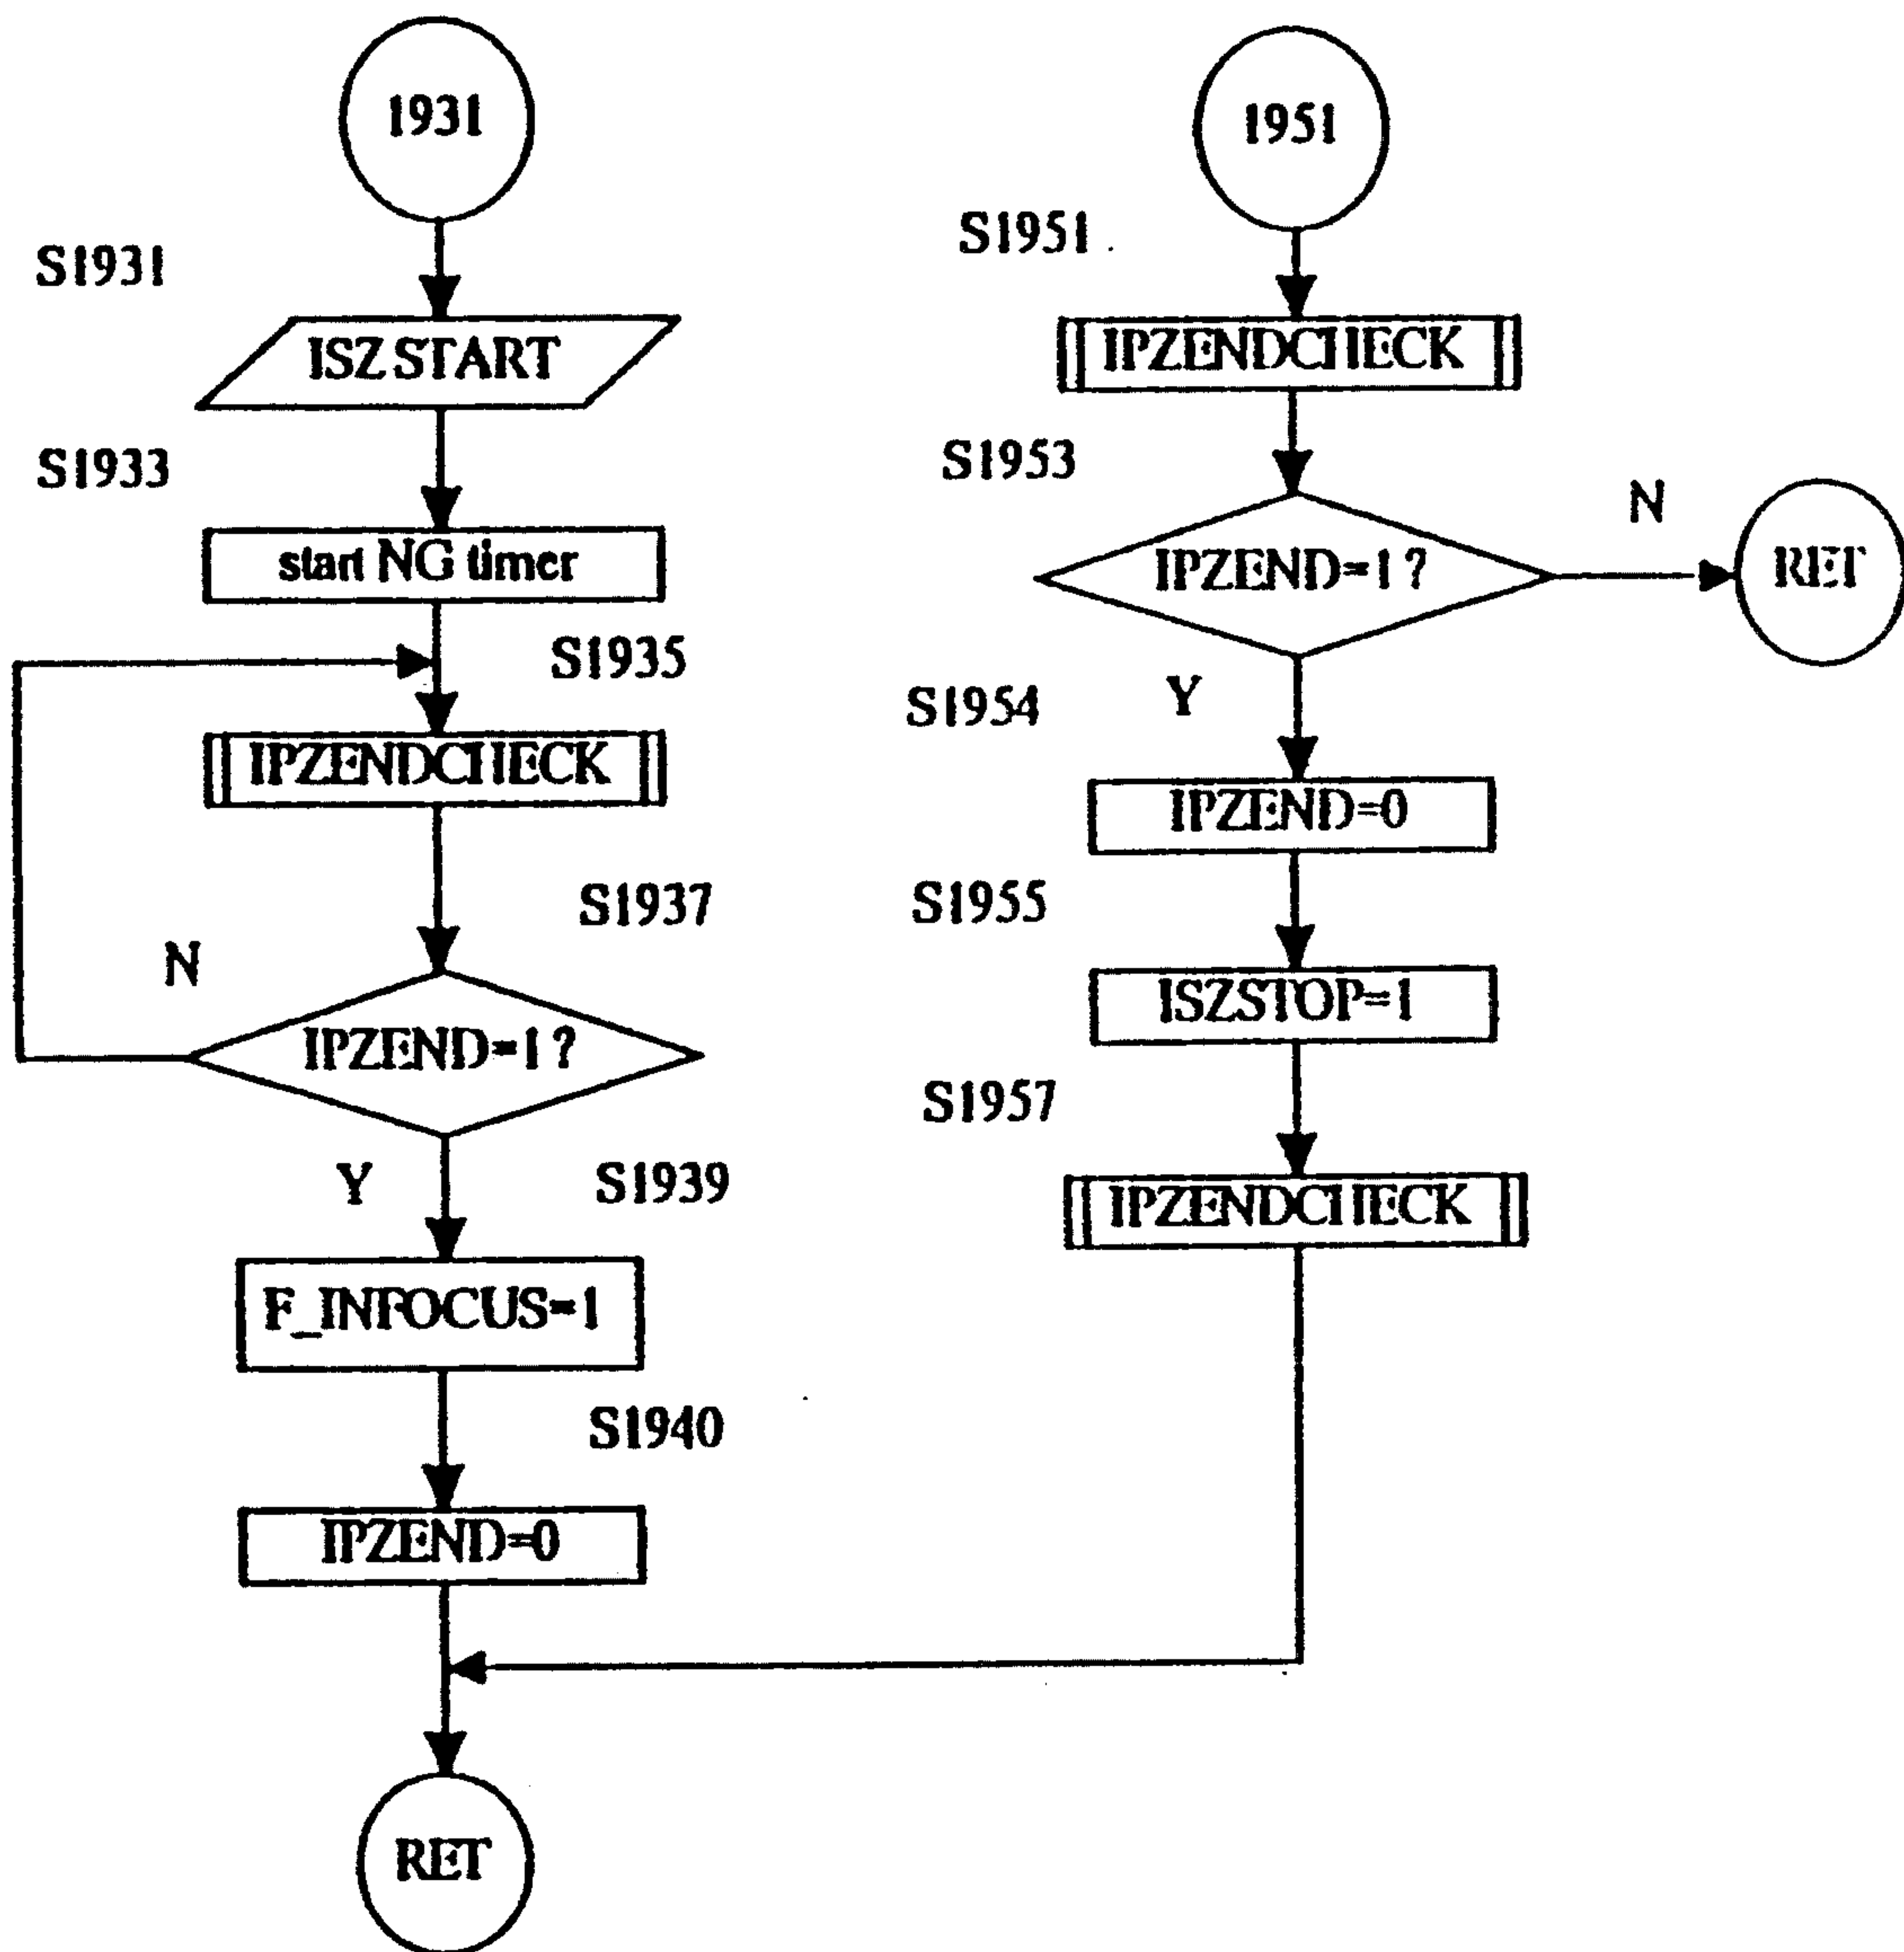 1931
S1931
ISZ START
S1933
start NG timer
S1935
IPZENDCHECK
S1937
N
IPZEND=1 ?
Y
S1939
F_INFOCUS=1
S1940
IPZEND=0
RET
1951
S1951
IPZENDCHECK
S1953
N
IPZEND=1 ?
RET
S1954
Y
IPZEND=0
S1955
ISZSTOP=1
S1957
IPZENDCHECK